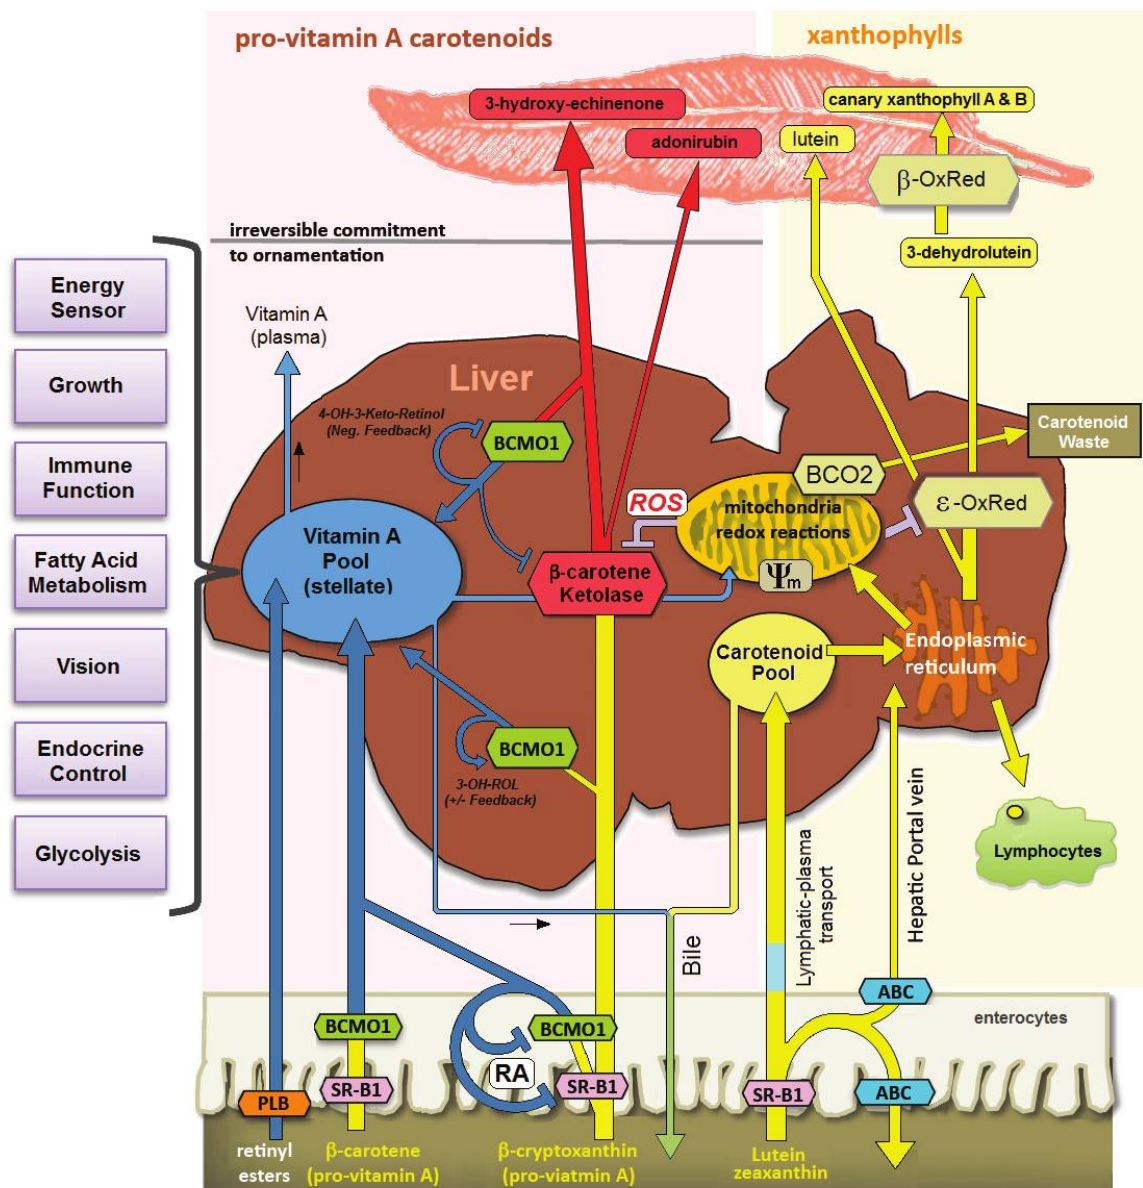 pro-vitamin A carotenoids
xanthophylls
3-hydroxy-echinenone
canary xanthophyll A & B
adonirubin
lutein
β-OxRed
irreversible commitment
to ornamentation
3-dehydrolutein
Energy
Sensor
Growth
Immune
Function
Fatty Acid
Metabolism
Vision
Endocrine
Control
Glycolysis
Vitamin A
(plasma)
Liver
4-OH-3-Keto-Retinol
(Neg. Feedback)
BCMO1
Carotenoid
Waste
BCO2
ε-OxRed
ROS
mitochondria
redox reactions
Ψm
Vitamin A
Pool
(stellate)
β-carotene
Ketolase
Carotenoid
Pool
Endoplasmic
reticulum
BCMO1
3-OH-ROL
(+/- Feedback)
Lymphocytes
Bile
Lymphatic-plasma
transport
Hepatic Portal vein
ABC
enterocytes
BCMO1
BCMO1
RA
PLB
SR-B1
SR-B1
SR-B1
ABC
retinyl
esters
β-carotene
(pro-vitamin A)
β-cryptoxanthin
(pro-viatmin A)
Lutein
zeaxanthin